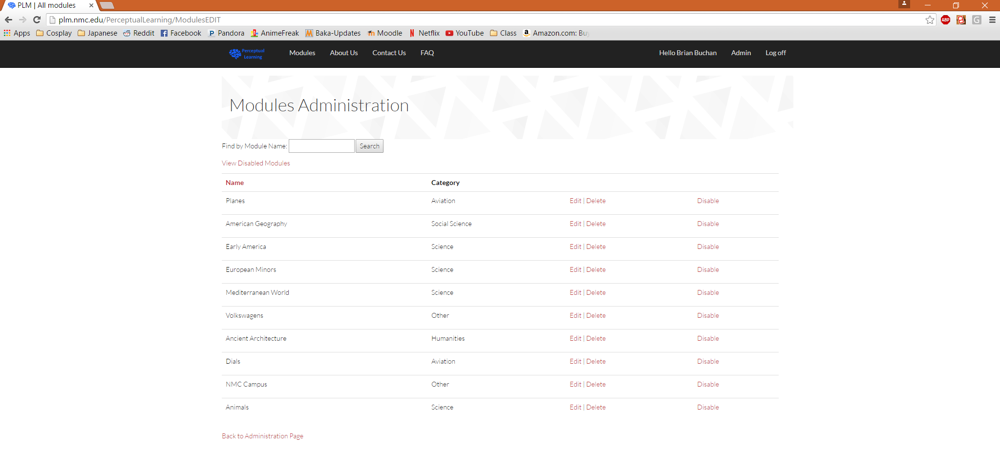 PLM | All modules
plm.nmc.edu/PerceptualLearning/ModulesEDIT
ABP
G
Apps Cosplay Japanese Reddit Facebook Pandora AnimeFreak Baka-Updates Moodle Netflix YouTube Class Amazon.com: Bu
Perceptual Learning Modules About Us Contact Us FAQ Hello Brian Buchan Admin Log off
Modules Administration
Find by Module Name: Search
View Disabled Modules
Name Category
Planes Aviation Edit | Delete Disable
American Geography Social Science Edit | Delete Disable
Early America Science Edit | Delete Disable
European Minors Science Edit | Delete Disable
Mediterranean World Science Edit | Delete Disable
Volkswagens Other Edit | Delete Disable
Ancient Architecture Humanities Edit | Delete Disable
Dials Aviation Edit | Delete Disable
NMC Campus Other Edit | Delete Disable
Animals Science Edit | Delete Disable
Back to Administration Page